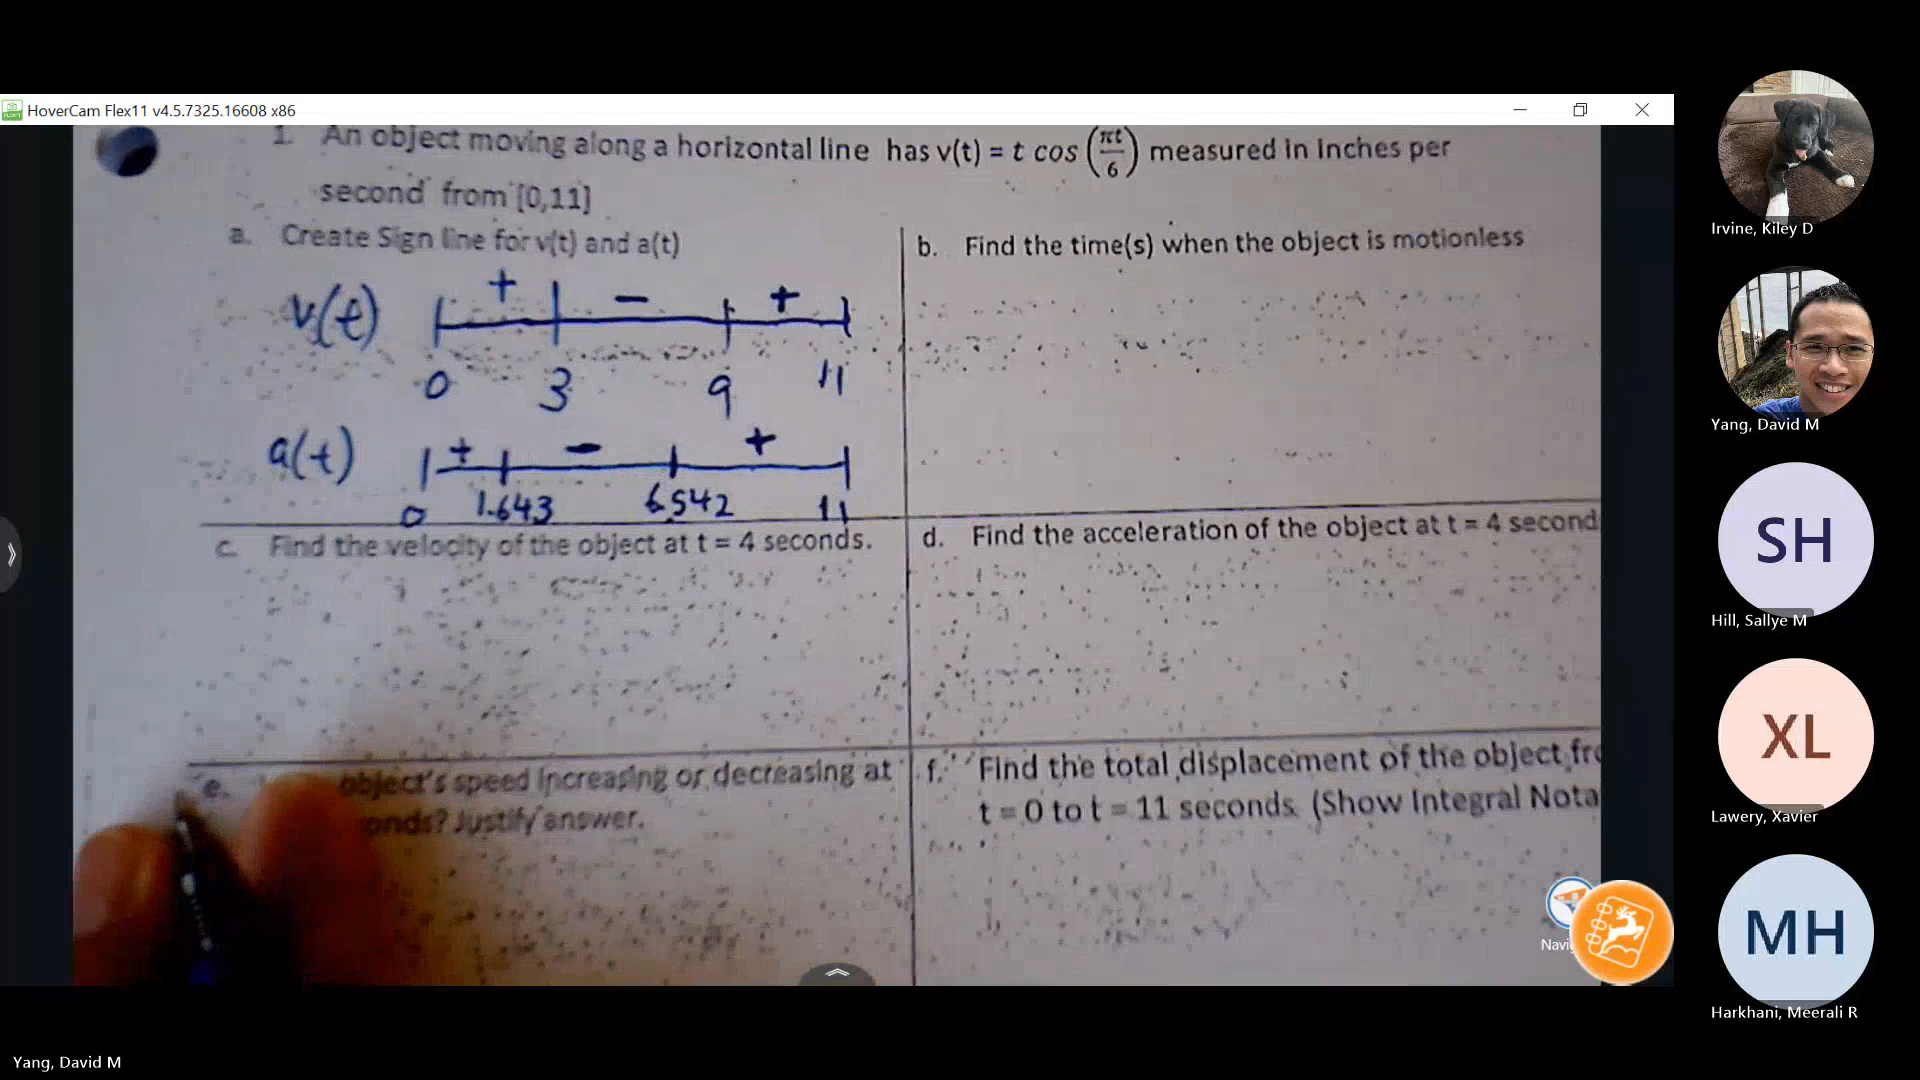 HoverCam Flex11 v4.5.7325.16608 x86
1. An object moving along a horizontal line has v(t) = t cos (πt/6) measured in inches per
second from [0,11]
a. Create Sign line for v(t) and a(t)
v(t) + − +
0 3 9 11
a(t) + − +
0 1.643 6.542 11
b. Find the time(s) when the object is motionless
c. Find the velocity of the object at t = 4 seconds.
d. Find the acceleration of the object at t = 4 second
e. object's speed increasing or decreasing at
onds? Justify answer.
f. Find the total displacement of the object fro
t = 0 to t = 11 seconds. (Show Integral Nota
Navi
Irvine, Kiley D
Yang, David M
SH
Hill, Sallye M
XL
Lawery, Xavier
MH
Harkhani, Meerali R
Yang, David M